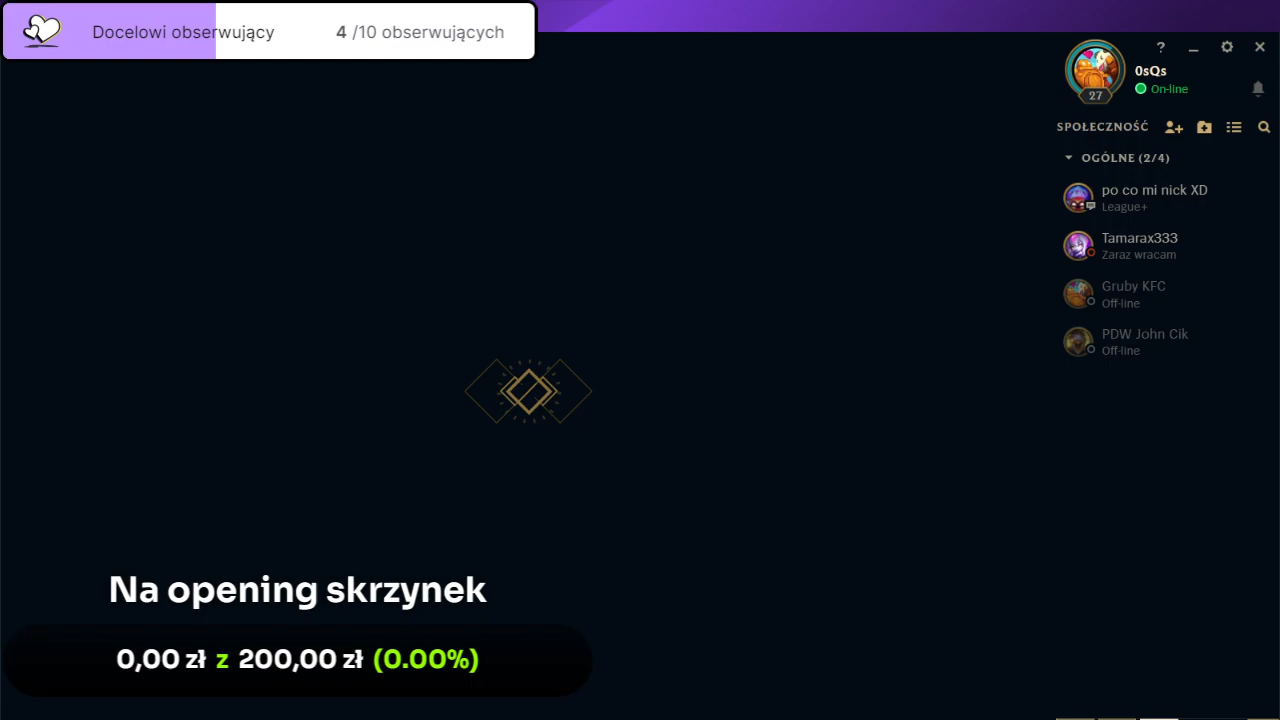 Docelowi obserwujący 4 /10 obserwujących
?
0sQs
On-line
27
SPOŁECZNOŚĆ
OGÓLNE (2/4)
po co mi nick XD
League+
Tamarax333
Zaraz wracam
Gruby KFC
Off-line
PDW John Cik
Off-line
Na opening skrzynek
0,00 zł z 200,00 zł (0.00%)